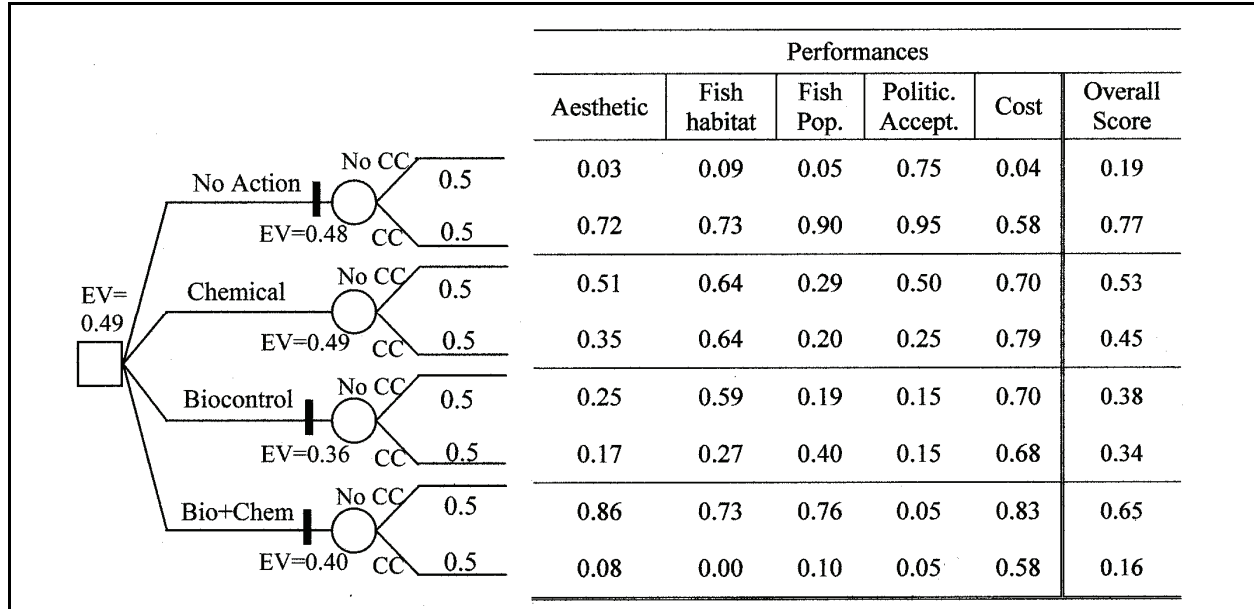 Performances
Aesthetic Fish habitat Fish Pop. Politic. Accept. Cost Overall Score
No CC 0.5 0.03 0.09 0.05 0.75 0.04 0.19
No Action
EV=0.48 CC 0.5 0.72 0.73 0.90 0.95 0.58 0.77
No CC 0.5 0.51 0.64 0.29 0.50 0.70 0.53
Chemical
EV= 0.49
EV=0.49 CC 0.5 0.35 0.64 0.20 0.25 0.79 0.45
No CC 0.5 0.25 0.59 0.19 0.15 0.70 0.38
Biocontrol
EV=0.36 CC 0.5 0.17 0.27 0.40 0.15 0.68 0.34
No CC 0.5 0.86 0.73 0.76 0.05 0.83 0.65
Bio+Chem
EV=0.40 CC 0.5 0.08 0.00 0.10 0.05 0.58 0.16